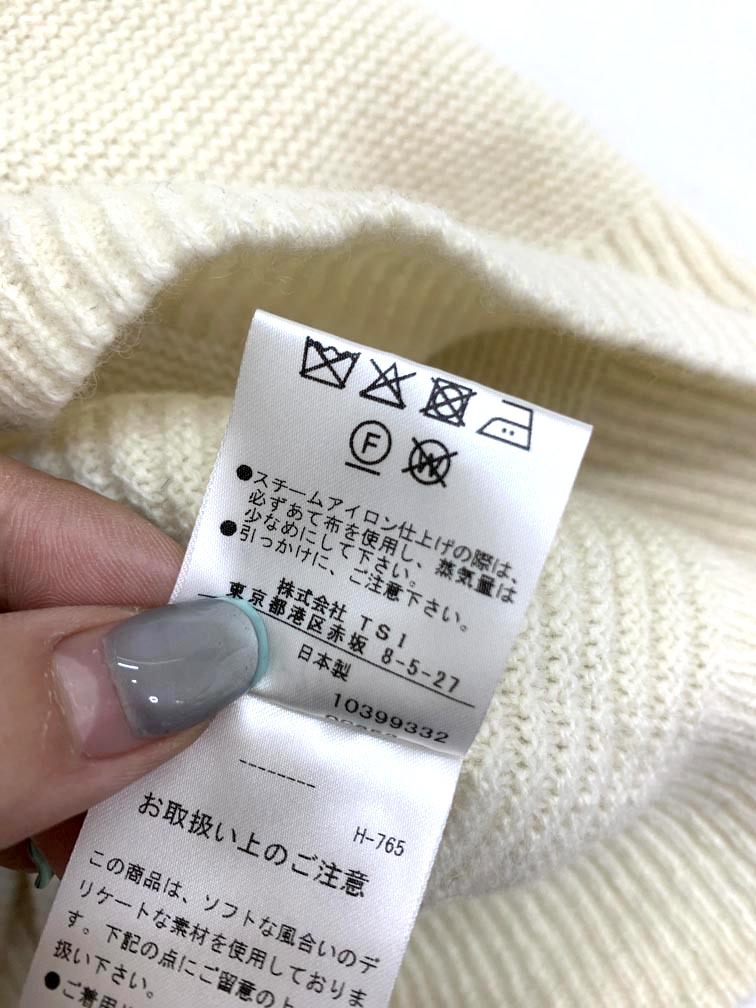 F
W
●スチームアイロン仕上げの際は、
必ずあて布を使用し、蒸気量は
少なめにして下さい。
●引っかけに、ご注意下さい。
株式会社 TSI
東京都港区赤坂 8-5-27
日本製
10399332
--------
H-765
お取扱い上のご注意
この商品は、ソフトな風合いのデ
リケートな素材を使用しておりま
す。下記の点にご留意の上
扱い下さい。
●ご着用